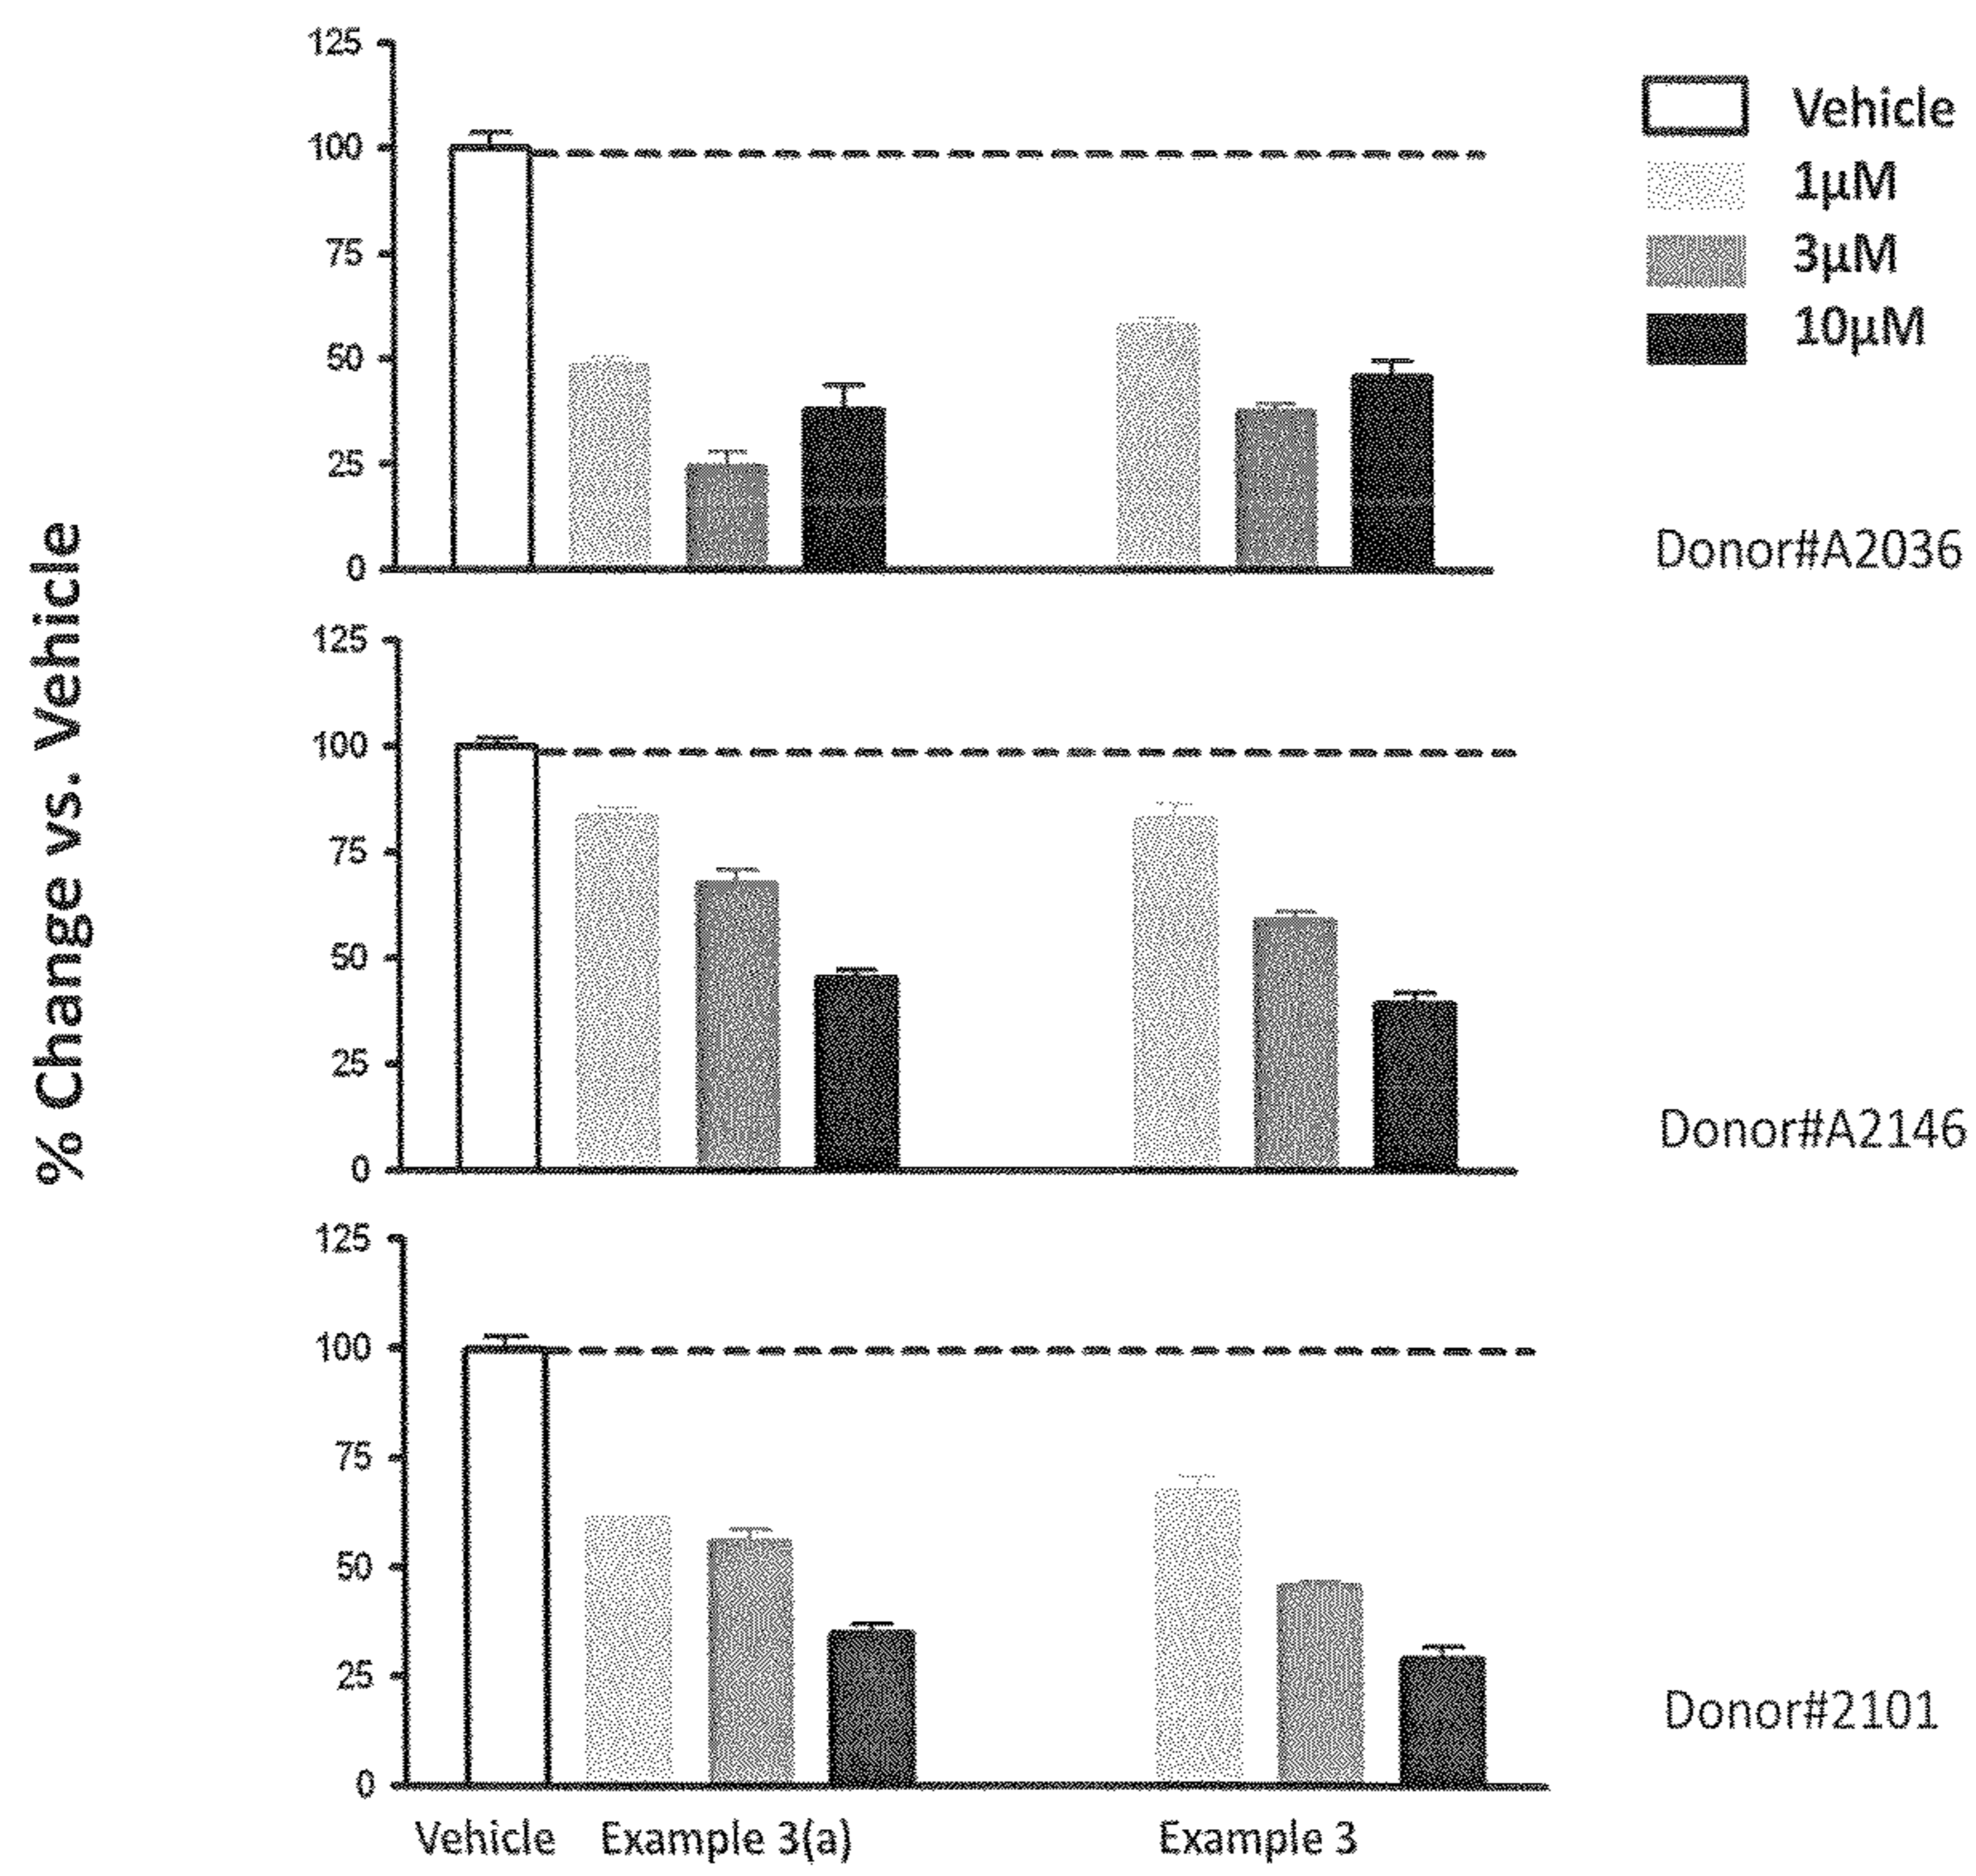 % Change vs. Vehicle
125
100
75
50
25
0
Vehicle
1μM
3μM
10μM
Donor#A2036
125
100
75
50
25
0
Donor#A2146
125
100
75
50
25
0
Donor#2101
Vehicle Example 3(a) Example 3